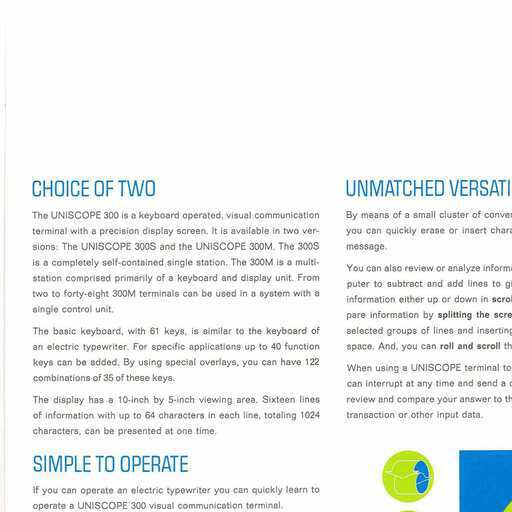 CHOICE OF TWO
The UNISCOPE 300 is a keyboard operated, visual communication
terminal with a precision display screen. It is available in two ver-
sions: The UNISCOPE 300S and the UNISCOPE 300M. The 300S
is a completely self-contained single station. The 300M is a multi-
station comprised primarily of a keyboard and display unit. From
two to forty-eight 300M terminals can be used in a system with a
single control unit.
The basic keyboard, with 61 keys, is similar to the keyboard of
an electric typewriter. For specific applications up to 40 function
keys can be added. By using special overlays, you can have 122
combinations of 35 of these keys.
The display has a 10-inch by 5-inch viewing area. Sixteen lines
of information with up to 64 characters in each line, totaling 1024
characters, can be presented at one time.
SIMPLE TO OPERATE
If you can operate an electric typewriter you can quickly learn to
operate a UNISCOPE 300 visual communication terminal.
UNMATCHED VERSATI
By means of a small cluster of conver
you can quickly erase or insert chara
message.
You can also review or analyze informa
puter to subtract and add lines to gi
information either up or down in scrol
pare information by splitting the scre
selected groups of lines and inserting
space. And, you can roll and scroll th
When using a UNISCOPE terminal to
can interrupt at any time and send a c
review and compare your answer to th
transaction or other input data.